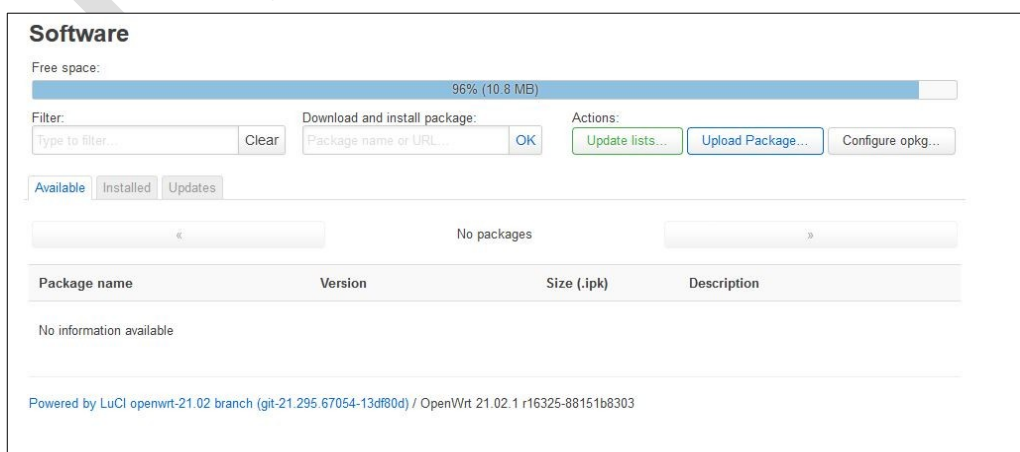 Software
Free space:
96% (10.8 MB)
Filter: Download and install package: Actions:
Type to filter... Clear Package name or URL... OK Update lists... Upload Package... Configure opkg...
Available Installed Updates
« No packages »
Package name Version Size (.ipk) Description
No information available
Powered by LuCI openwrt-21.02 branch (git-21.295.67054-13df80d) / OpenWrt 21.02.1 r16325-88151b8303